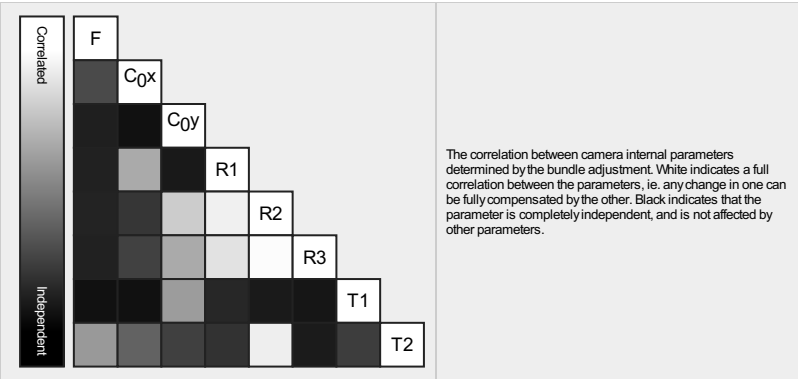 Correlated
Independent
F
C0x
C0y
R1
R2
R3
T1
T2
The correlation between camera internal parameters
determined by the bundle adjustment. White indicates a full
correlation between the parameters, ie. any change in one can
be fully compensated by the other. Black indicates that the
parameter is completely independent, and is not affected by
other parameters.